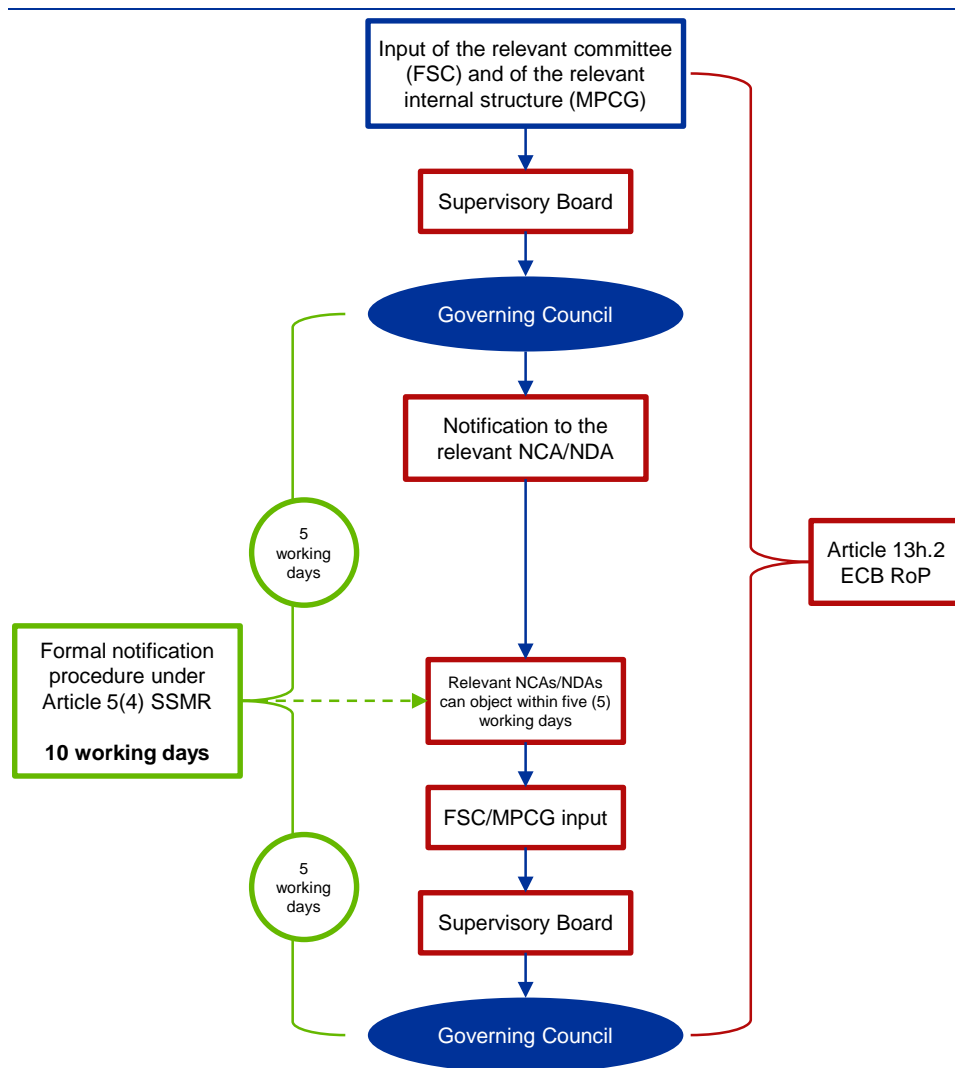 Input of the relevant committee
(FSC) and of the relevant
internal structure (MPCG)
Supervisory Board
Governing Council
Notification to the
relevant NCA/NDA
5
working
days
Article 13h.2
ECB RoP
Formal notification
procedure under
Article 5(4) SSMR
10 working days
Relevant NCAs/NDAs
can object within five (5)
working days
FSC/MPCG input
5
working
days
Supervisory Board
Governing Council